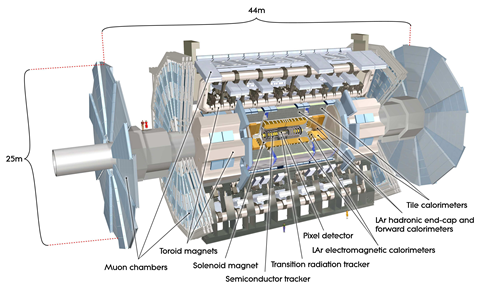 44m
25m
Tile calorimeters
LAr hadronic end-cap and
forward calorimeters
Pixel detector
LAr electromagnetic calorimeters
Toroid magnets
Muon chambers
Solenoid magnet
Transition radiation tracker
Semiconductor tracker